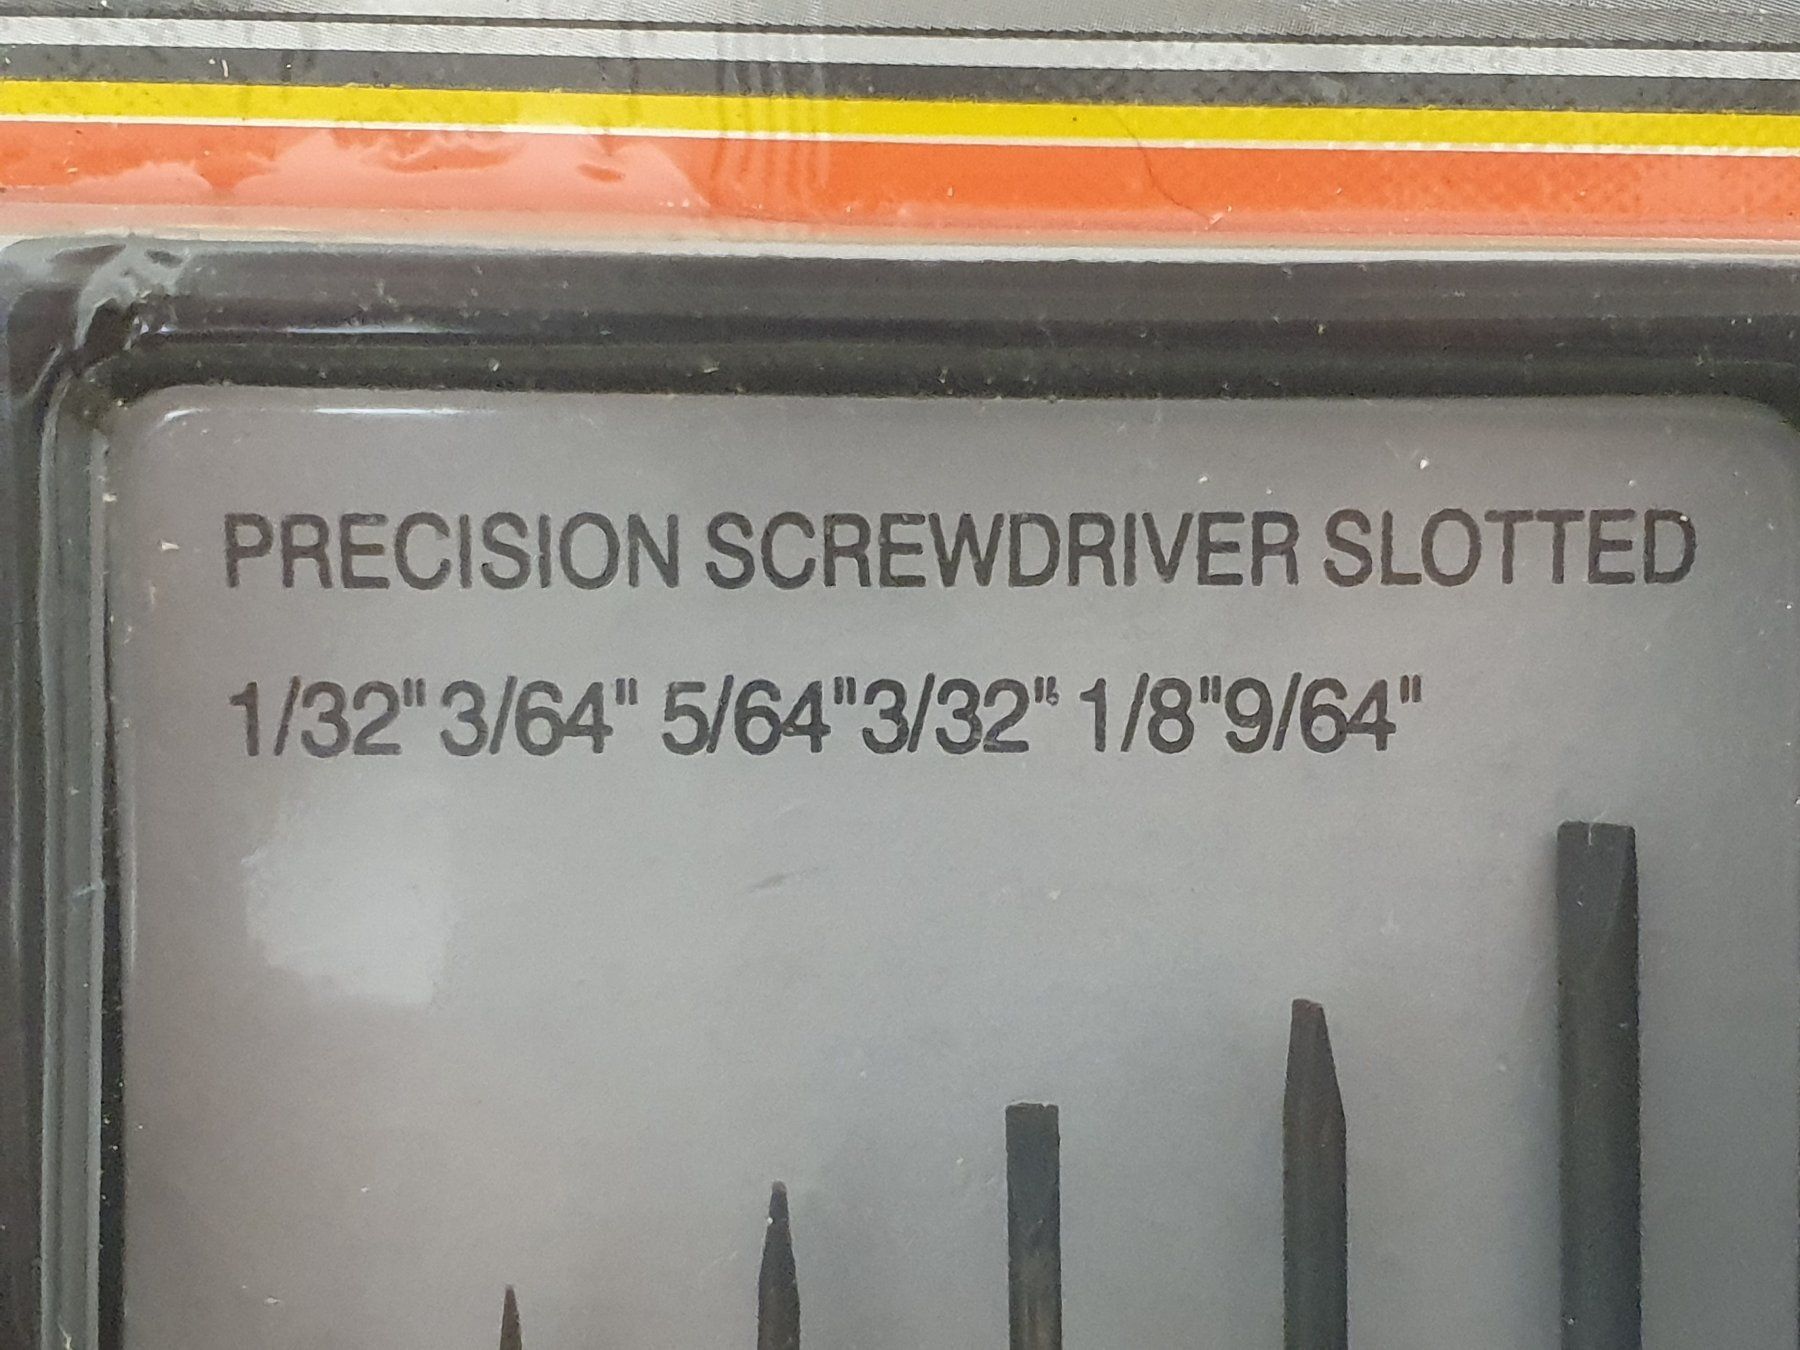 PRECISION SCREWDRIVER SLOTTED
1/32" 3/64" 5/64" 3/32" 1/8" 9/64"